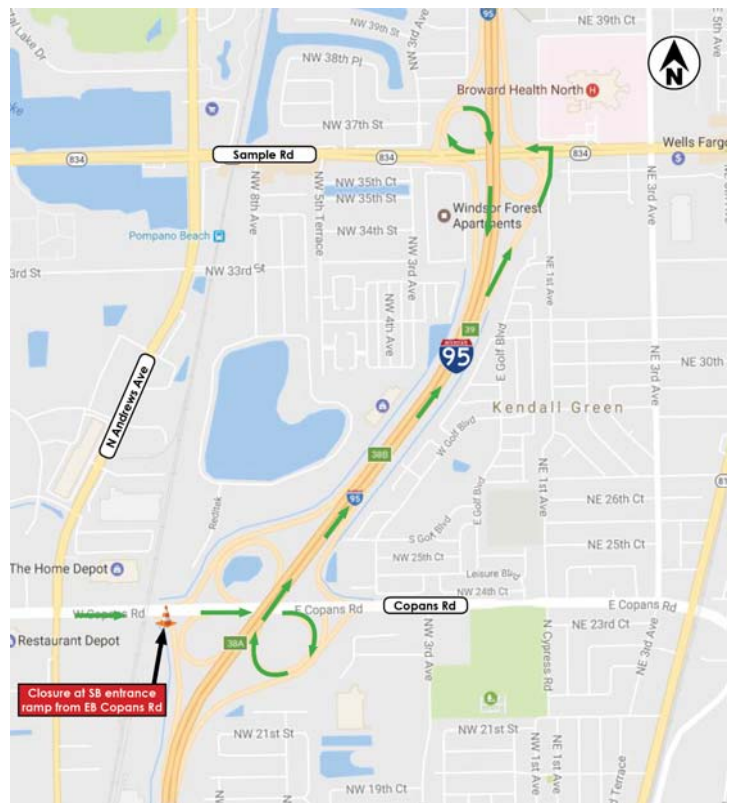 95
NE 39th Ct
NW 39th St
NW 3rd Ave
NE 5th Ter
NW 38th Pl
N
Broward Health North
H
NW 37th St
834
Sample Rd
834
834
Wells Fargo
NW 35th Ct
NW 35th St
NE 3rd Ave
NW 8th Ave
NW 5th Terrace
Windsor Forest
Apartments
Pompano Beach
NW 34th St
NW 3rd Ave
3rd St
NW 33rd St
NE 1st Ave
NW 4th Ave
39
95
E Golf Blvd
NE 30th
N Andrews Ave
Kendall Green
W Golf Blvd
38B
NE 1st Ave
95
E Golf Blvd
NE 26th Ct
S Golf Blvd
NE 25th Ct
NW 25th Ct
The Home Depot
Leisure Blvd
NW 24th Ct
W Copans Rd
E Copans Rd
Copans Rd
E Copans Rd
NE 23rd Ct
Restaurant Depot
38A
NW 3rd Ave
N Cypress Rd
NE 3rd Ave
Closure at SB entrance
ramp from EB Copans Rd
NW 21st St
NW 21st St
NW 1st Ave
NE 1st Ave
Terrace
NW 19th Ct